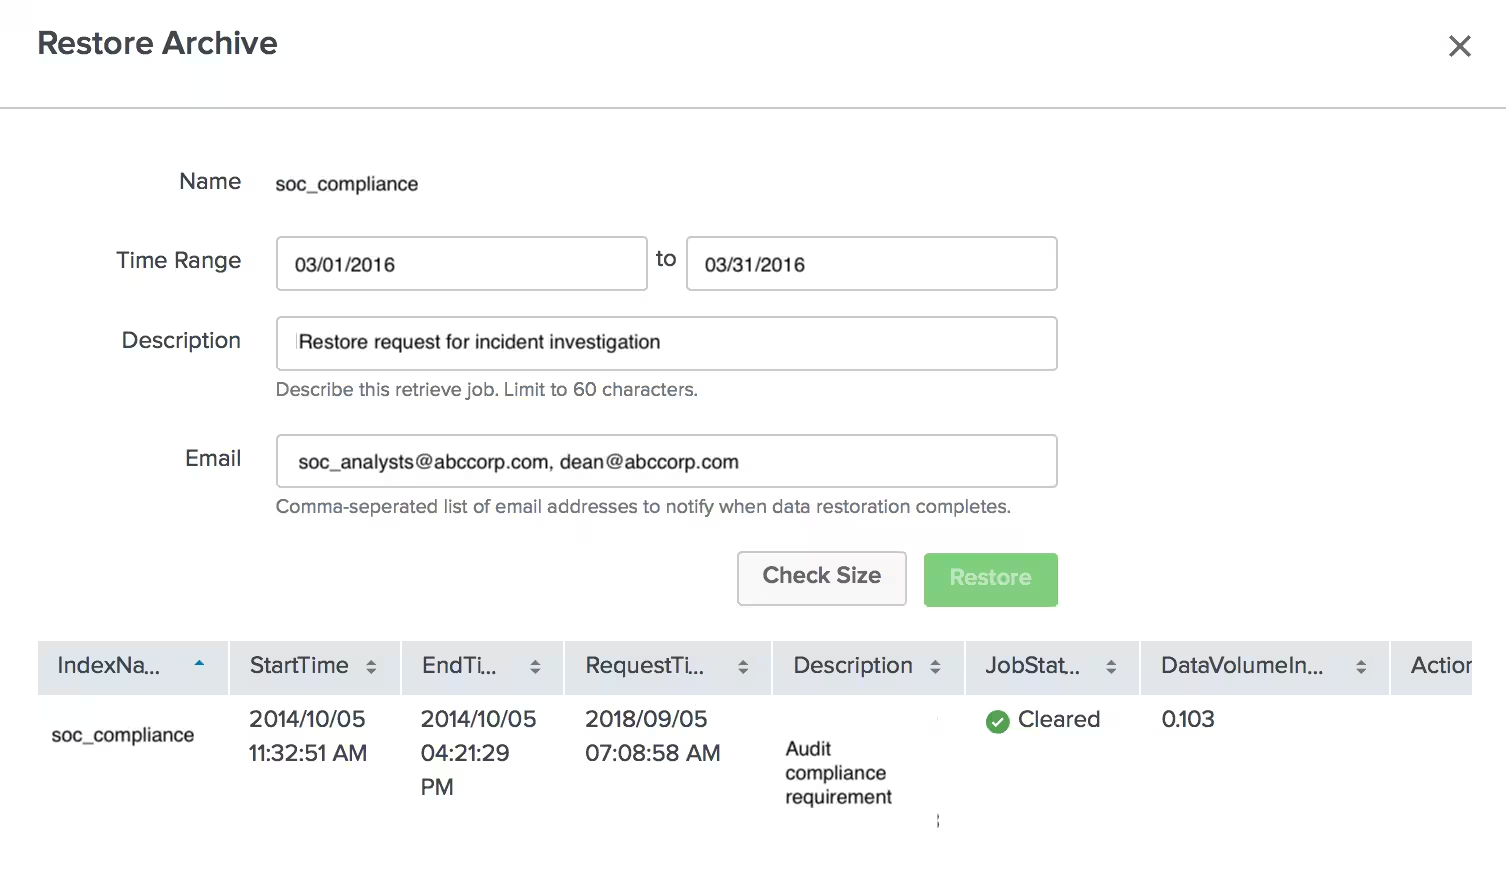 Restore Archive
Name soc_compliance
Time Range 03/01/2016 to 03/31/2016
Description Restore request for incident investigation
Describe this retrieve job. Limit to 60 characters.
Email soc_analysts@abccorp.com, dean@abccorp.com
Comma-seperated list of email addresses to notify when data restoration completes.
Check Size Restore
IndexNa... StartTime EndTi... RequestTi... Description JobStat... DataVolumeIn... Action
soc_compliance 2014/10/05 2014/10/05 2018/09/05 Audit Cleared 0.103
11:32:51 AM 04:21:29 07:08:58 AM compliance
PM requirement